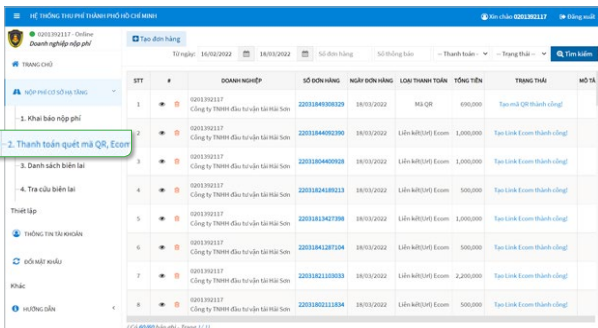 HỆ THỐNG THU PHÍ THÀNH PHỐ HỒ CHÍ MINH
Xin chào 0201392117
Đăng xuất
0201392117 - Online
Doanh nghiệp nộp phí
TRANG CHỦ
NỘP PHÍ CƠ SỞ HẠ TẦNG
1. Khai báo nộp phí
2. Thanh toán quét mã QR, Ecom
3. Danh sách biên lai
4. Tra cứu biên lai
Thiết lập
THÔNG TIN TÀI KHOẢN
ĐỔI MẬT KHẨU
Khác
HƯỚNG DẪN
Tạo đơn hàng
Từ ngày: 16/02/2022 18/03/2022 Số đơn hàng Số thông báo -- Thanh toán - -- Trạng thái -- Tìm kiếm
STT # DOANH NGHIỆP SỐ ĐƠN HÀNG NGÀY ĐƠN HÀNG LOẠI THANH TOÁN TỔNG TIỀN TRẠNG THÁI MÔ TẢ
1 0201392117 Công ty TNHH đầu tư vận tải Hải Sơn 22031849308329 18/03/2022 Mã QR 690,000 Tạo mã QR thành công!
2 0201392117 Công ty TNHH đầu tư vận tải Hải Sơn 22031844092390 18/03/2022 Liên kết(Url) Ecom 1,000,000 Tạo Link Ecom thành công!
3 0201392117 Công ty TNHH đầu tư vận tải Hải Sơn 22031804400928 18/03/2022 Liên kết(Url) Ecom 1,000,000 Tạo Link Ecom thành công!
4 0201392117 Công ty TNHH đầu tư vận tải Hải Sơn 22031824189213 18/03/2022 Liên kết(Url) Ecom 500,000 Tạo Link Ecom thành công!
5 0201392117 Công ty TNHH đầu tư vận tải Hải Sơn 22031813427398 18/03/2022 Liên kết(Url) Ecom 1,000,000 Tạo Link Ecom thành công!
6 0201392117 Công ty TNHH đầu tư vận tải Hải Sơn 22031841287104 18/03/2022 Liên kết(Url) Ecom 500,000 Tạo Link Ecom thành công!
7 0201392117 Công ty TNHH đầu tư vận tải Hải Sơn 22031821103033 18/03/2022 Liên kết(Url) Ecom 2,200,000 Tạo Link Ecom thành công!
8 0201392117 Công ty TNHH đầu tư vận tải Hải Sơn 22031802111834 18/03/2022 Liên kết(Url) Ecom 500,000 Tạo Link Ecom thành công!